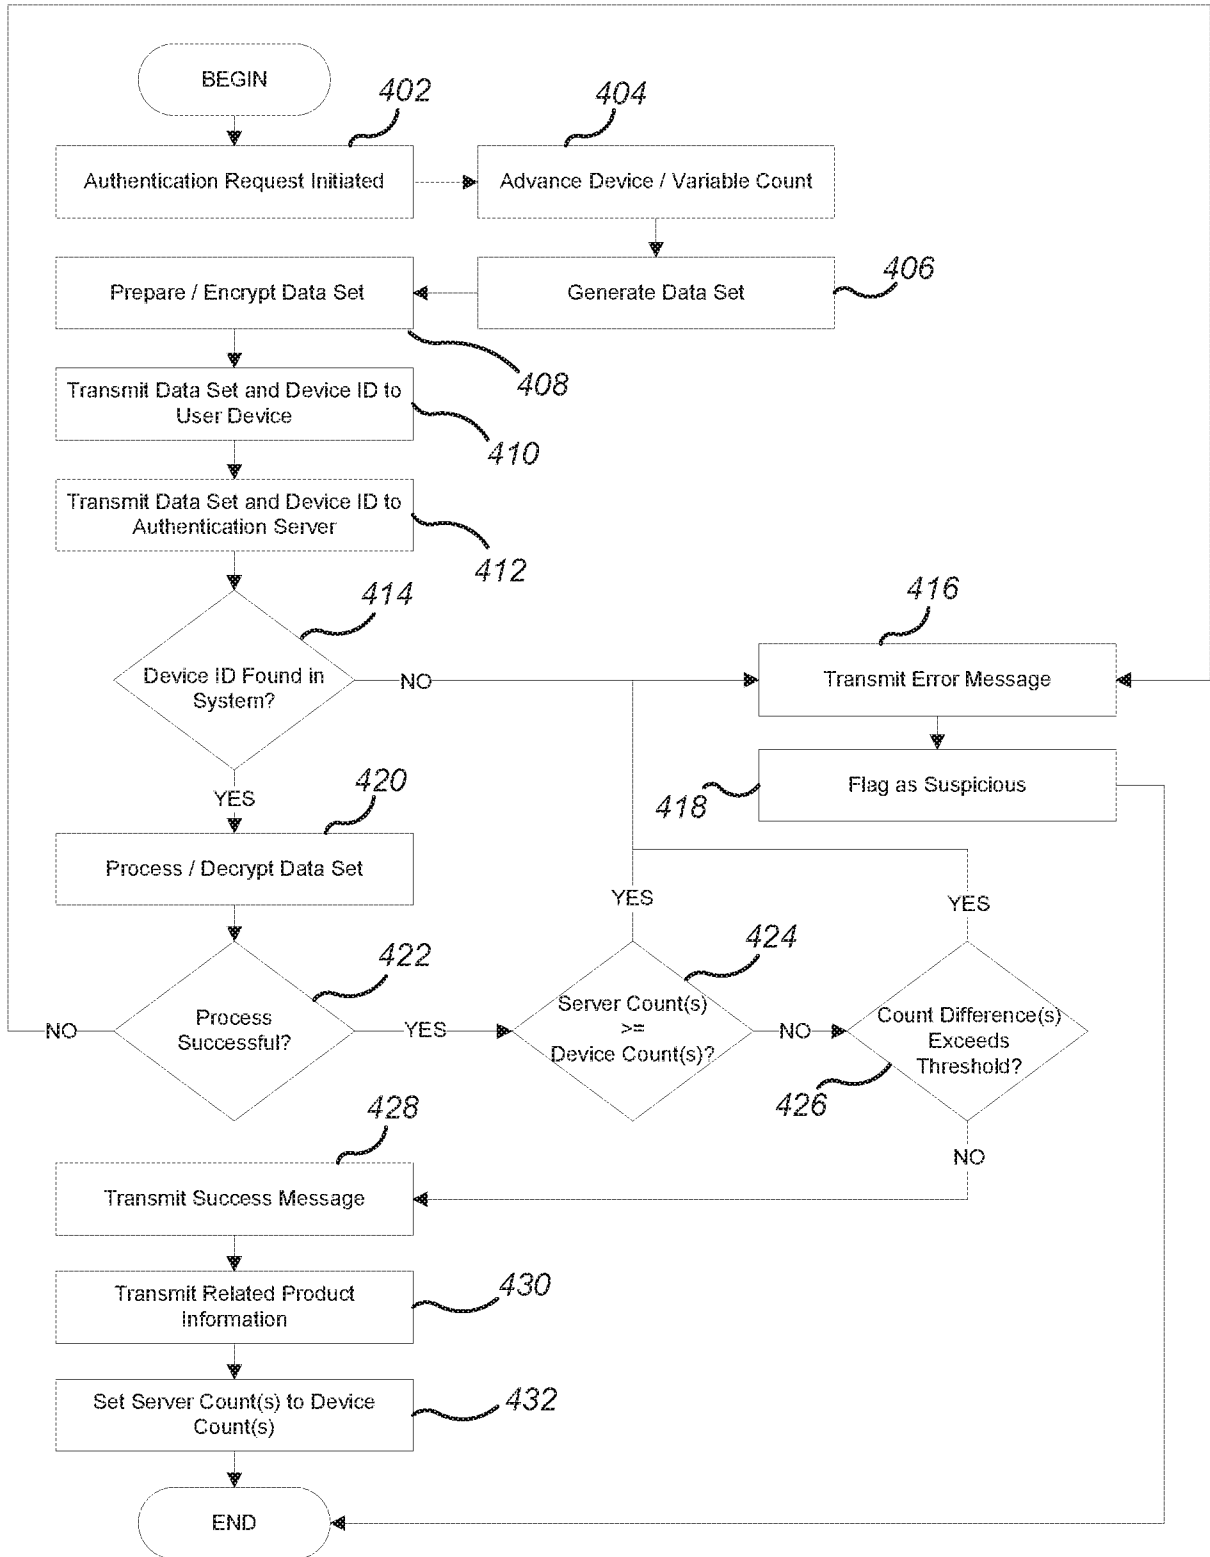 BEGIN
402
404
Authentication Request Initiated
Advance Device / Variable Count
406
Prepare / Encrypt Data Set
Generate Data Set
408
Transmit Data Set and Device ID to
User Device
410
Transmit Data Set and Device ID to
Authentication Server
412
414
416
Device ID Found in
System?
NO
Transmit Error Message
YES
420
418
Flag as Suspicious
Process / Decrypt Data Set
YES
YES
422
424
Server Count(s)
>=
Device Count(s)?
Count Difference(s)
Exceeds
Threshold?
NO
Process
Successful?
YES
NO
426
428
NO
Transmit Success Message
430
Transmit Related Product
Information
Set Server Count(s) to Device
Count(s)
432
END